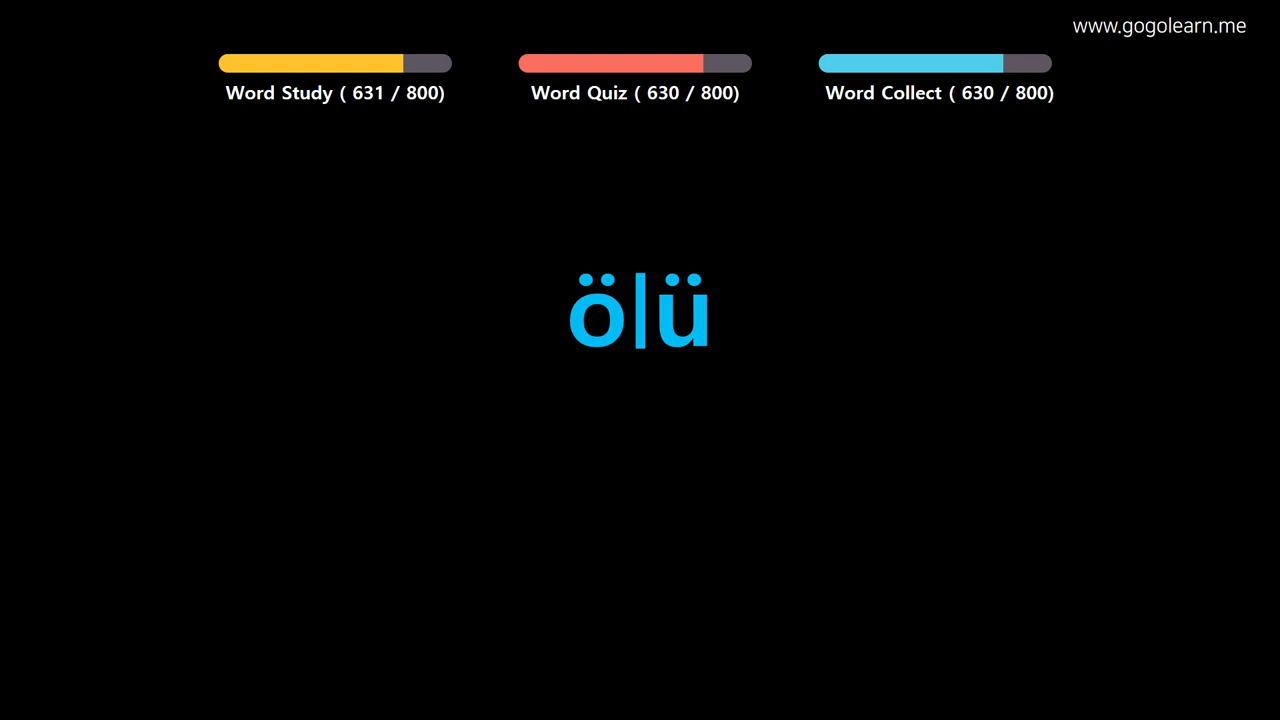 www.gogolearn.me
Word Study ( 631 / 800)
Word Quiz ( 630 / 800)
Word Collect ( 630 / 800)
ölü